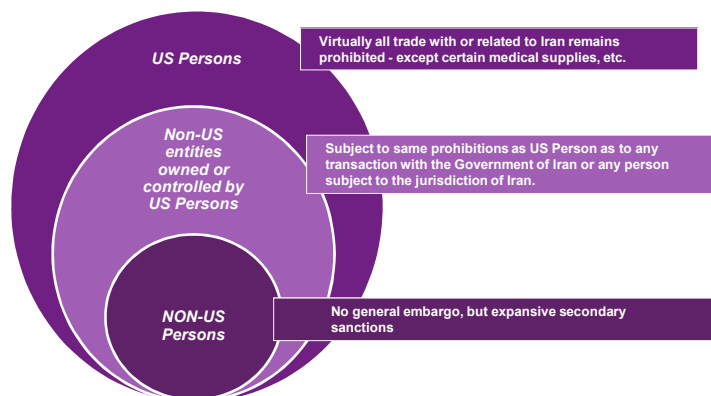 US Persons
Virtually all trade with or related to Iran remains
prohibited - except certain medical supplies, etc.
Non-US
entities
owned or
controlled by
US Persons
Subject to same prohibitions as US Person as to any
transaction with the Government of Iran or any person
subject to the jurisdiction of Iran.
NON-US
Persons
No general embargo, but expansive secondary
sanctions